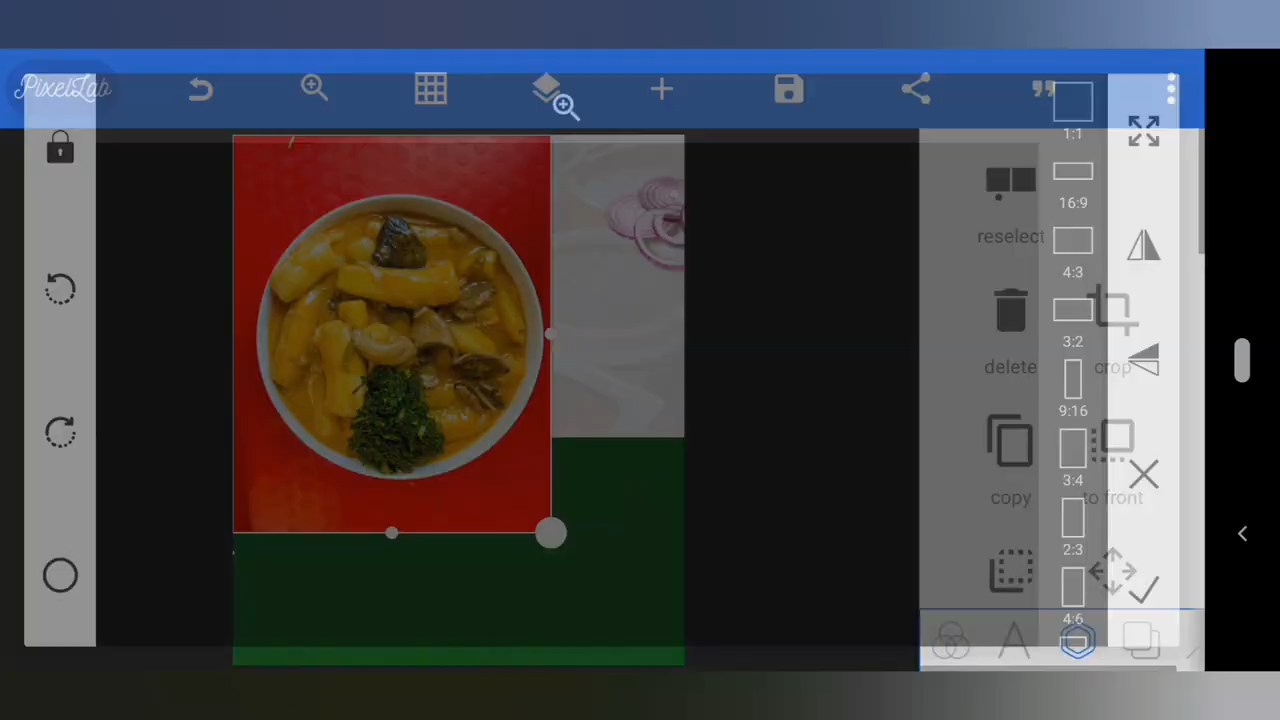 PixelLab
1:1
16:9
reselect
4:3
3:2
delete
crop
9:16
3:4
copy
to front
2:3
4:6